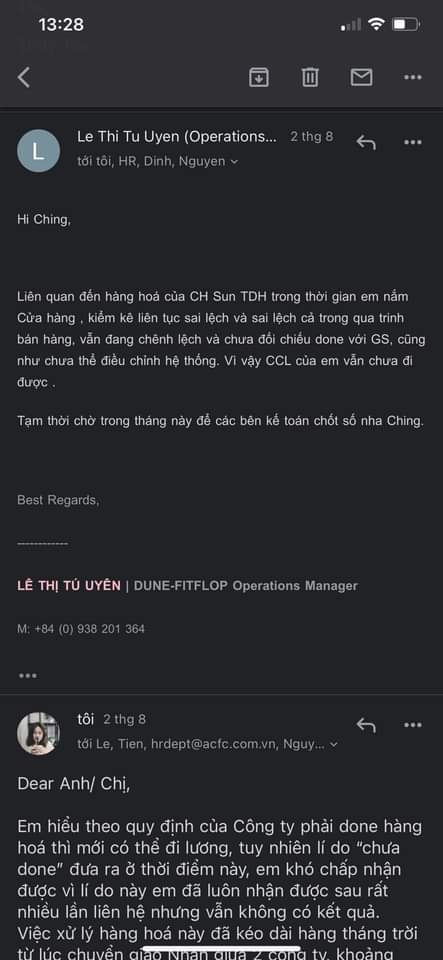 13:28
L
Le Thi Tu Uyen (Operations...
2 thg 8
tới tôi, HR, Dinh, Nguyen
Hi Ching,
Liên quan đến hàng hoá của CH Sun TDH trong thời gian em nắm
Cửa hàng , kiểm kê liên tục sai lệch và sai lệch cả trong qua trinh
bán hàng, vẫn đang chênh lệch và chưa đối chiếu done với GS, cũng
như chưa thể điều chỉnh hệ thống. Vì vậy CCL của em vẫn chưa đi
được .
Tạm thời chờ trong tháng này để các bên kế toán chốt số nha Ching.
Best Regards,
------------
LÊ THỊ TÚ UYÊN | DUNE-FITFLOP Operations Manager
M: +84 (0) 938 201 364
tôi 2 thg 8
tới Le, Tien, hrdept@acfc.com.vn, Nguy...
Dear Anh/ Chị,
Em hiểu theo quy định của Công ty phải done hàng
hoá thì mới có thể đi lương, tuy nhiên lí do “chưa
done” đưa ra ở thời điểm này, em khó chấp nhận
được vì lí do này em đã luôn nhận được sau rất
nhiều lần liên hệ nhưng vẫn không có kết quả.
Việc xử lý hàng hoá này đã kéo dài hàng tháng trời
từ lúc chuyển giao Nhãn giữa 2 công ty, khoảng